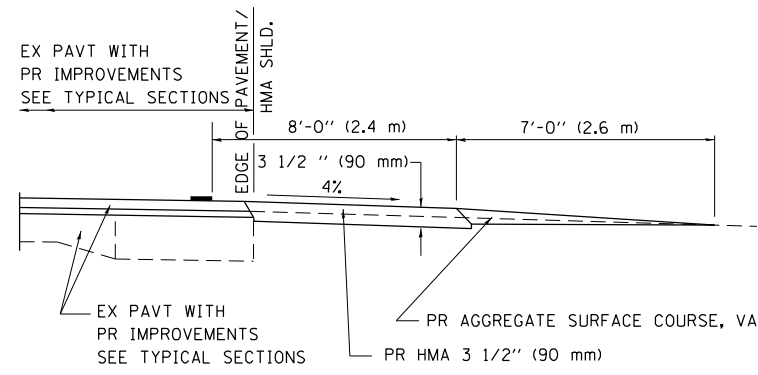 EX PAVT WITH
PR IMPROVEMENTS
SEE TYPICAL SECTIONS
EDGE OF PAVEMENT/
HMA SHLD.
8'-0" (2.4 m)
7'-0" (2.6 m)
3 1/2 " (90 mm)
4%
EX PAVT WITH
PR IMPROVEMENTS
SEE TYPICAL SECTIONS
PR AGGREGATE SURFACE COURSE, VA
PR HMA 3 1/2" (90 mm)